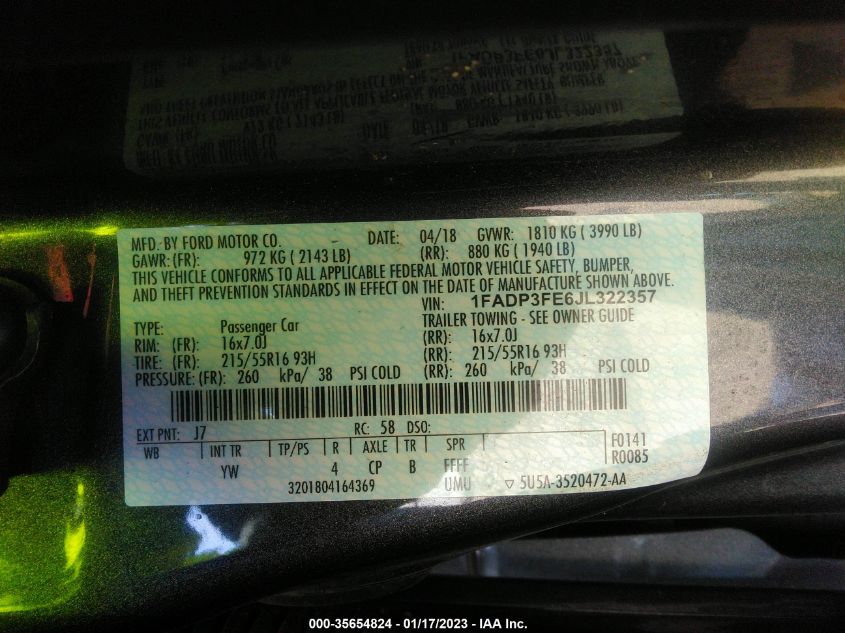 MFD. BY FORD MOTOR CO. DATE: 04/18 GVWR: 1810 KG ( 3990 LB)
GAWR: (FR) 972 KG ( 2143 LB) (RR): 880 KG ( 1940 LB)
THIS VEHICLE CONFORMS TO ALL APPLICABLE FEDERAL MOTOR VEHICLE SAFETY, BUMPER,
AND THEFT PREVENTION STANDARDS IN EFFECT ON THE DATE OF MANUFACTURE SHOWN ABOVE.
VIN: 1FADP3FE6JL322357
TYPE: Passenger Car TRAILER TOWING - SEE OWNER GUIDE
RIM: (FR) 16x7.0J (RR): 16x7.0J
TIRE: (FR) 215/55R16 93H (RR): 215/55R16 93H
PRESSURE: (FR) 260 kPa/ 38 PSI COLD (RR): 260 kPa/ 38 PSI COLD
EXT PNT: J7 RC: 58 DSO:
WB INT TR TP/PS R AXLE TR SPR F0141
YW 4 CP B FFFF R0085
3201804164369 UMU ▽ 5U5A-3520472-AA
000-35654824 - 01/17/2023 - IAA Inc.